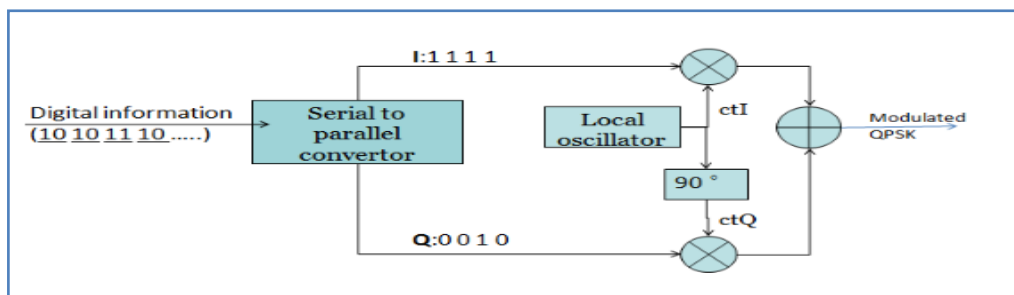 I:1 1 1 1
Digital information
(10 10 11 10.....)
Serial to
parallel
convertor
Local
oscillator
ctI
Modulated
QPSK
90 °
ctQ
Q:0 0 1 0